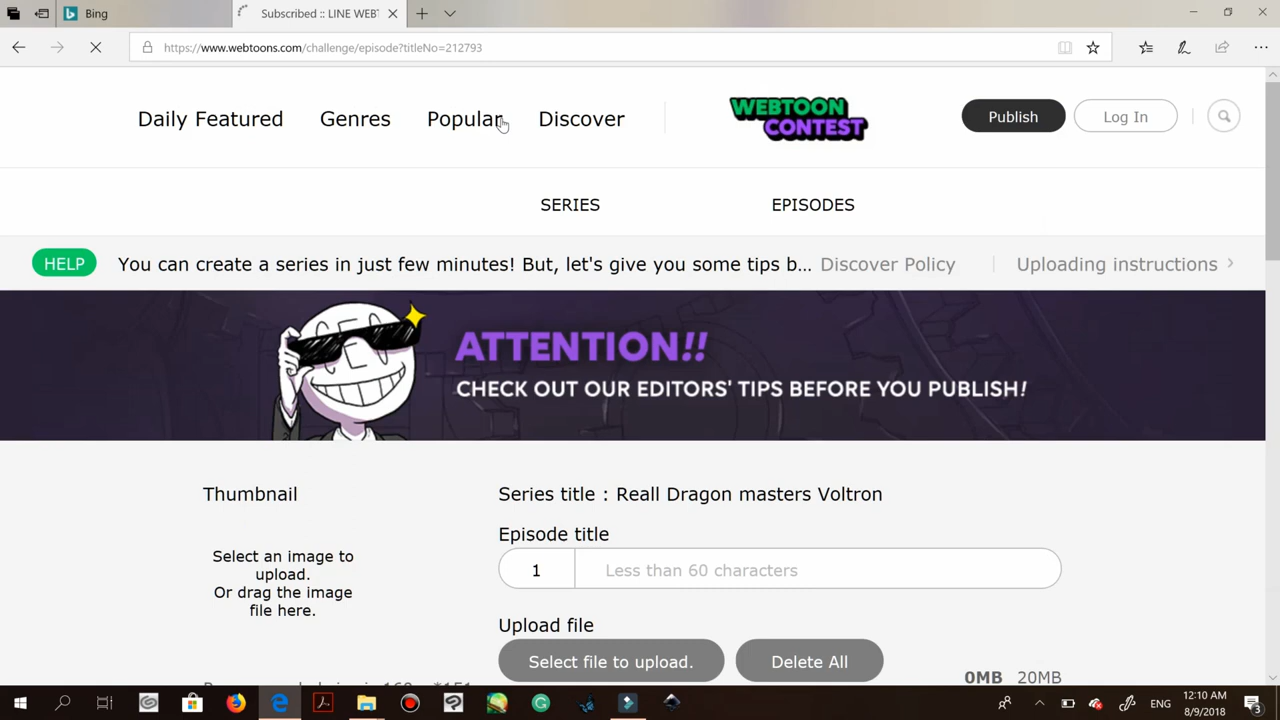 Bing
Subscribed :: LINE WEBT
https://www.webtoons.com/challenge/episode?titleNo=212793
Daily Featured Genres Popular Discover
WEBTOON
CONTEST
Publish Log In
SERIES EPISODES
HELP You can create a series in just few minutes! But, let's give you some tips b... Discover Policy Uploading instructions
ATTENTION!!
CHECK OUT OUR EDITORS' TIPS BEFORE YOU PUBLISH!
Thumbnail
Series title : Reall Dragon masters Voltron
Episode title
Select an image to
upload.
Or drag the image
file here.
1 Less than 60 characters
Upload file
Select file to upload. Delete All
0MB 20MB
ENG
12:10 AM
8/9/2018
3